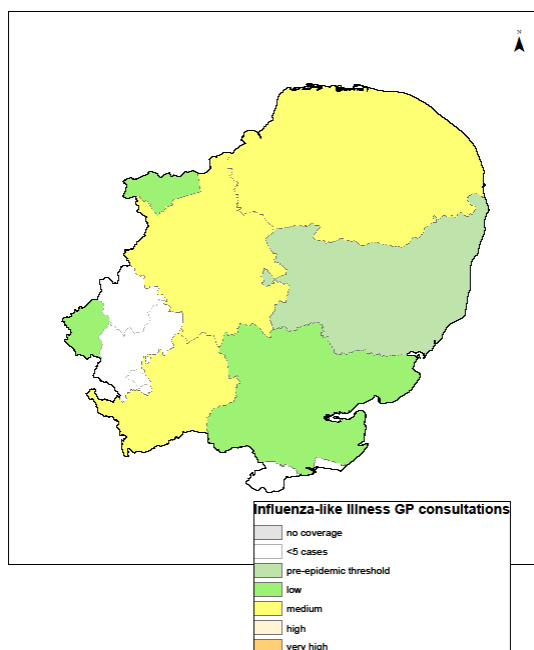 N
Influenza-like Illness GP consultations
no coverage
<5 cases
pre-epidemic threshold
low
medium
high
very high